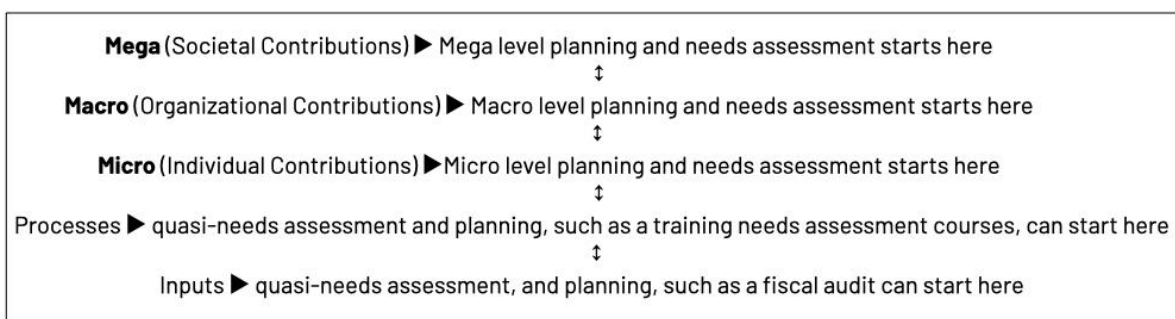 Mega (Societal Contributions) ▶ Mega level planning and needs assessment starts here
↕
Macro (Organizational Contributions) ▶ Macro level planning and needs assessment starts here
↕
Micro (Individual Contributions) ▶Micro level planning and needs assessment starts here
↕
Processes ▶ quasi-needs assessment and planning, such as a training needs assessment courses, can start here
↕
Inputs ▶ quasi-needs assessment, and planning, such as a fiscal audit can start here